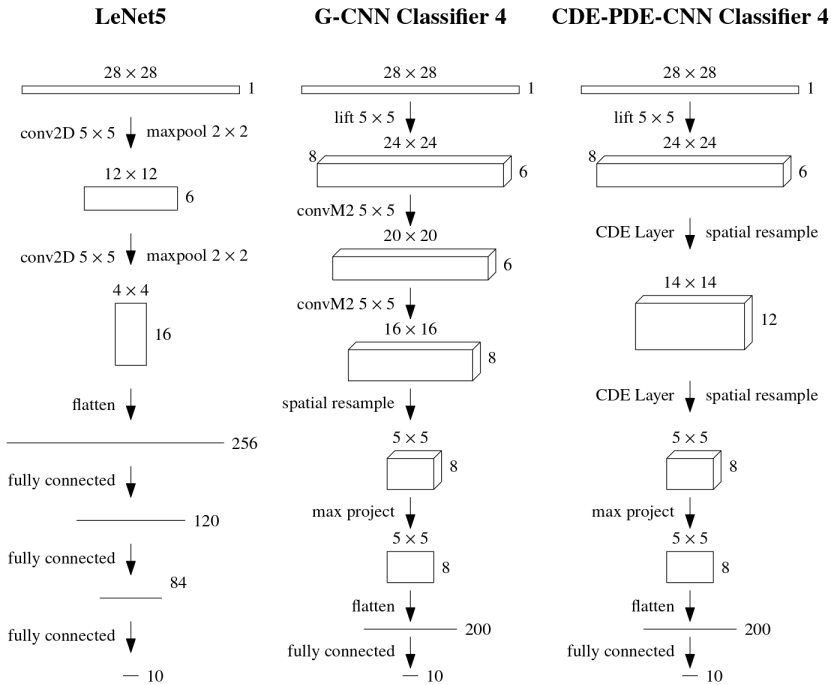 LeNet5
28 × 28
1
conv2D 5 × 5
maxpool 2 × 2
12 × 12
6
conv2D 5 × 5
maxpool 2 × 2
4 × 4
16
flatten
256
fully connected
120
fully connected
84
fully connected
10
G-CNN Classifier 4
28 × 28
1
lift 5 × 5
24 × 24
8
6
convM2 5 × 5
20 × 20
6
convM2 5 × 5
16 × 16
8
spatial resample
5 × 5
8
max project
5 × 5
8
flatten
200
fully connected
10
CDE-PDE-CNN Classifier 4
28 × 28
1
lift 5 × 5
24 × 24
8
6
CDE Layer
spatial resample
14 × 14
12
CDE Layer
spatial resample
5 × 5
8
max project
5 × 5
8
flatten
200
fully connected
10